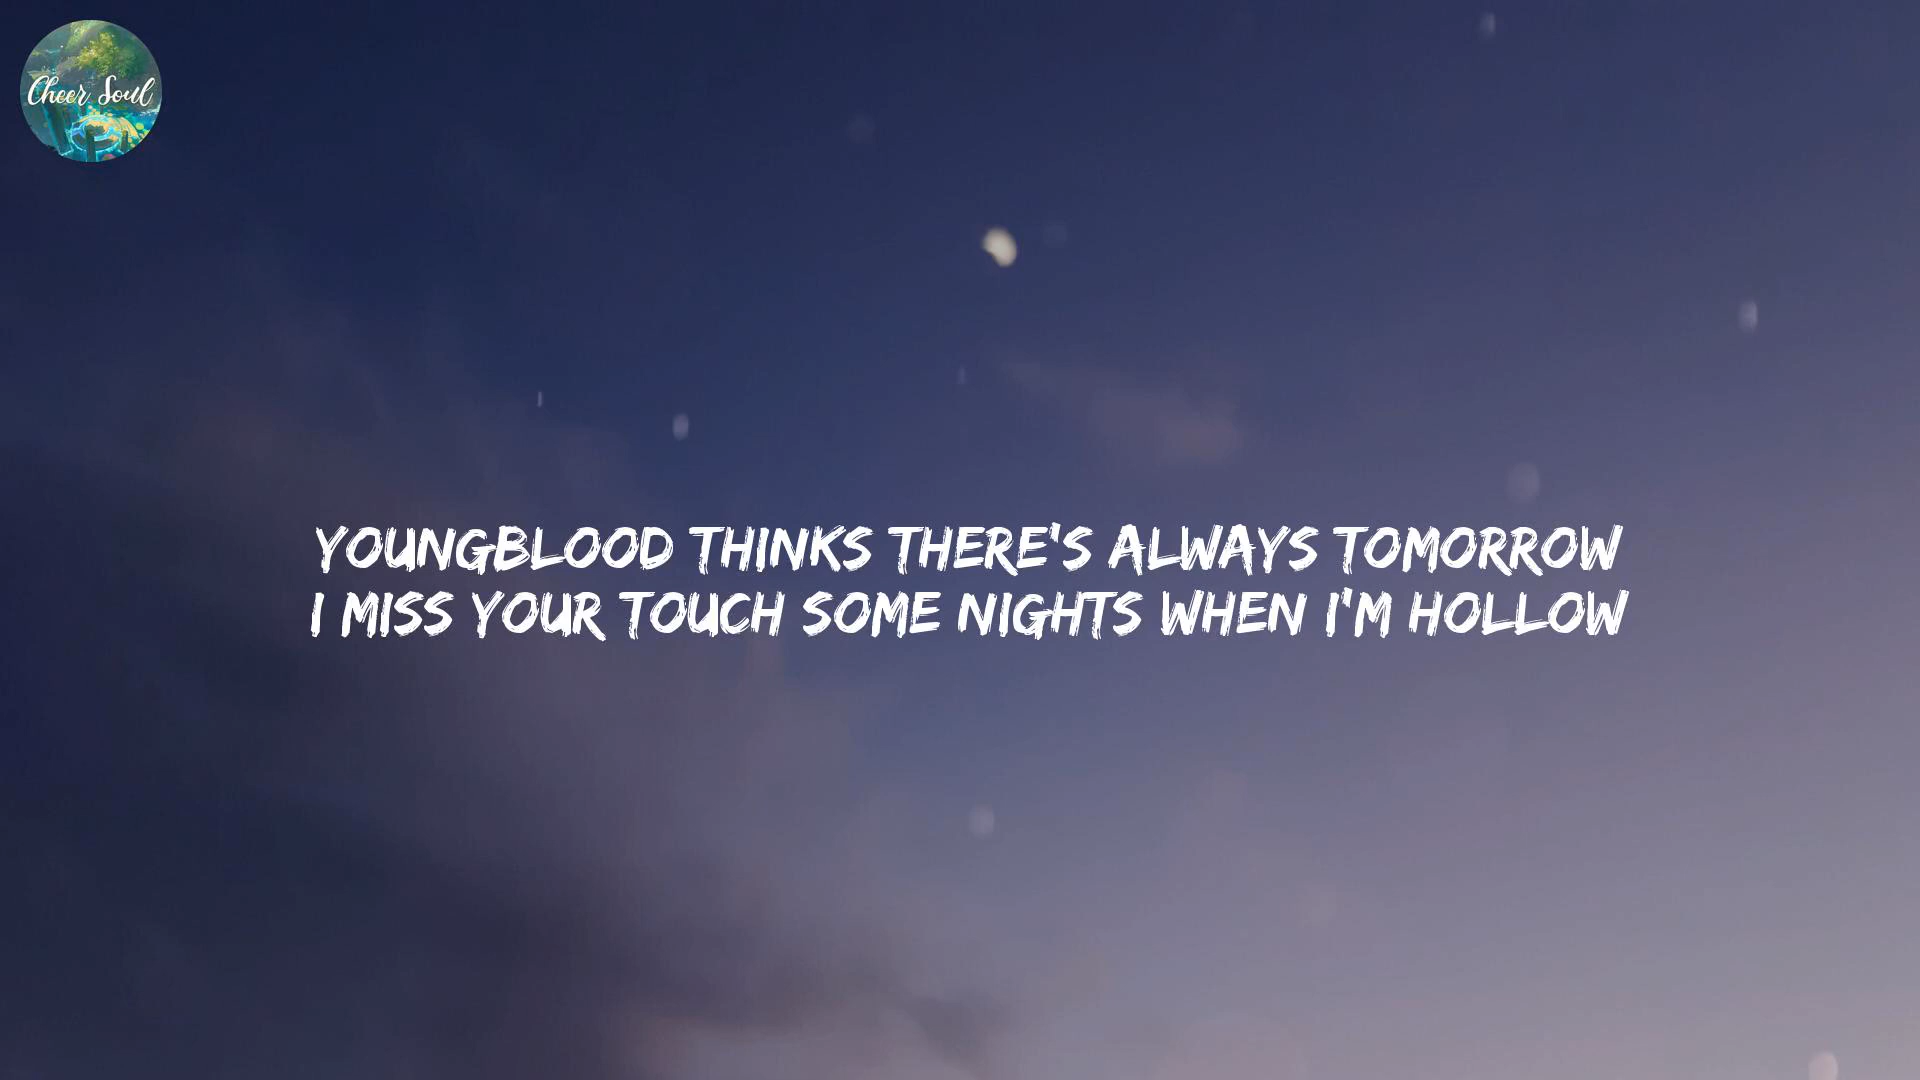 Cheer Soul
YOUNGBLOOD THINKS THERE'S ALWAYS TOMORROW
I MISS YOUR TOUCH SOME NIGHTS WHEN I'M HOLLOW